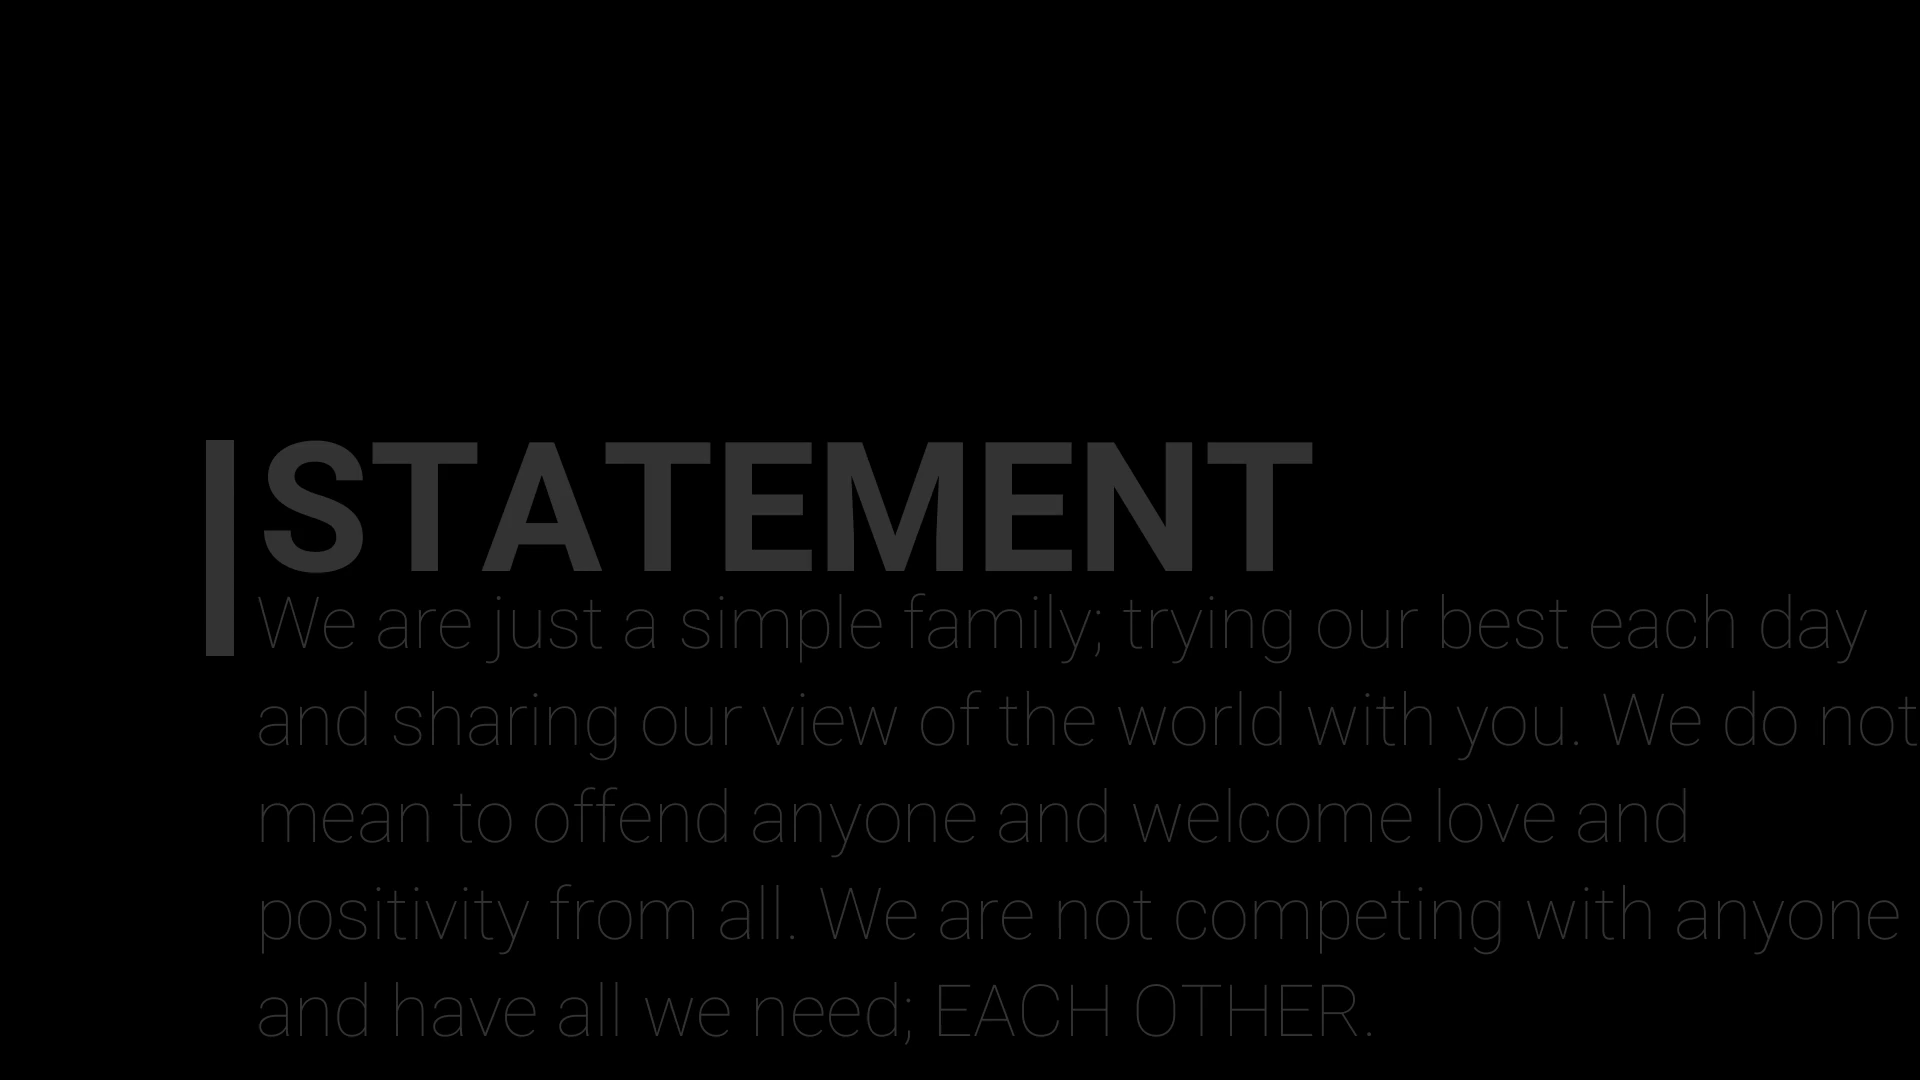 STATEMENT
We are just a simple family; trying our best each day
and sharing our view of the world with you. We do not
mean to offend anyone and welcome love and
positivity from all. We are not competing with anyone
and have all we need; EACH OTHER.